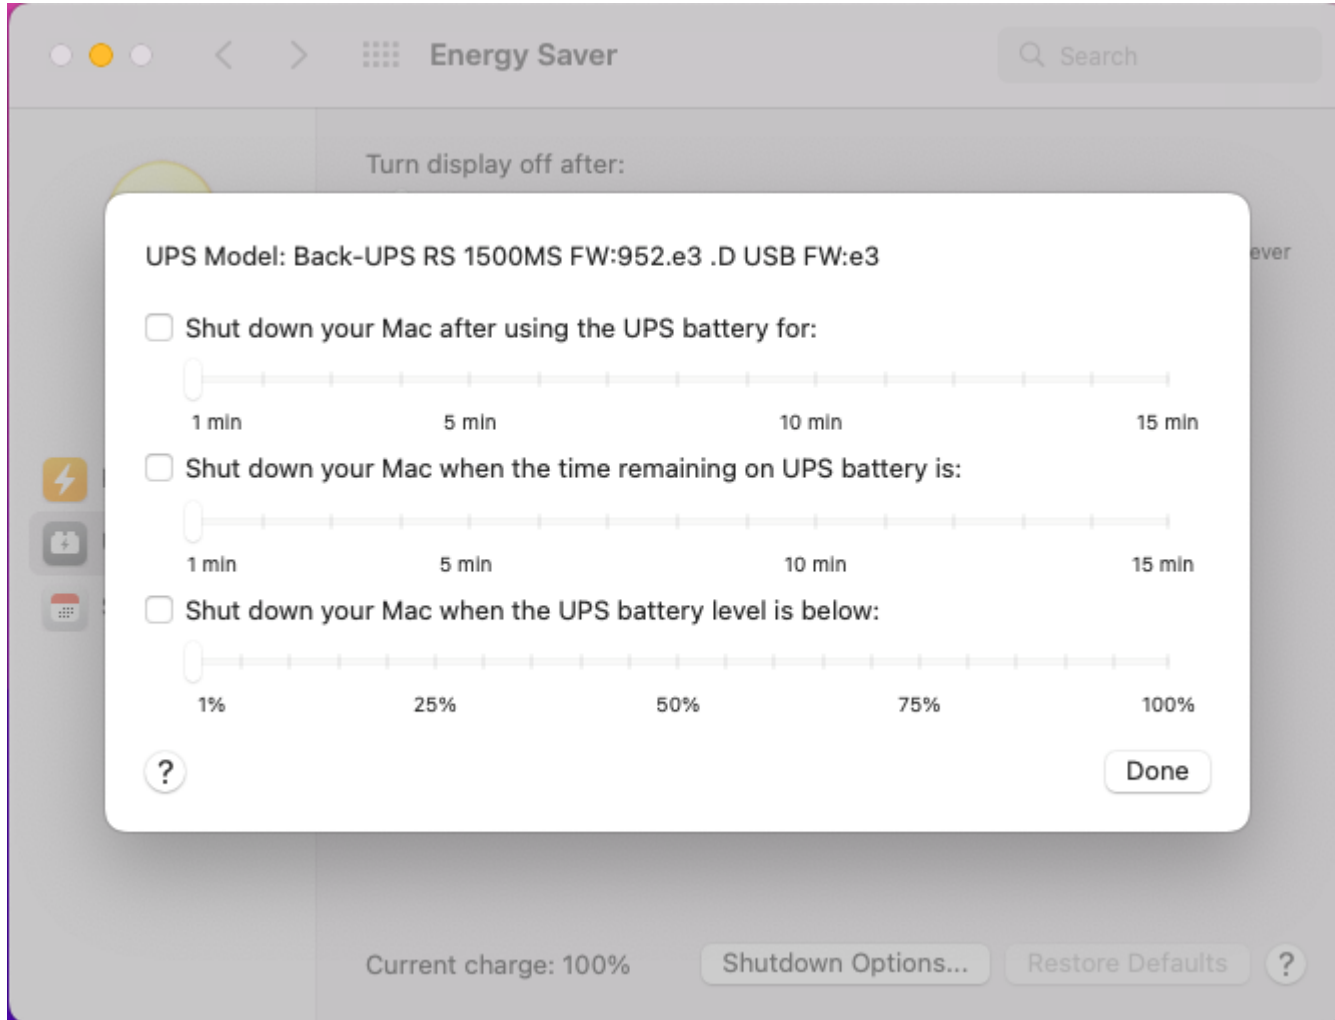 Energy Saver
Search
Turn display off after:
ever
UPS Model: Back-UPS RS 1500MS FW:952.e3 .D USB FW:e3
Shut down your Mac after using the UPS battery for:
1 min 5 min 10 min 15 min
Shut down your Mac when the time remaining on UPS battery is:
1 min 5 min 10 min 15 min
Shut down your Mac when the UPS battery level is below:
1% 25% 50% 75% 100%
? Done
Current charge: 100% Shutdown Options... Restore Defaults ?